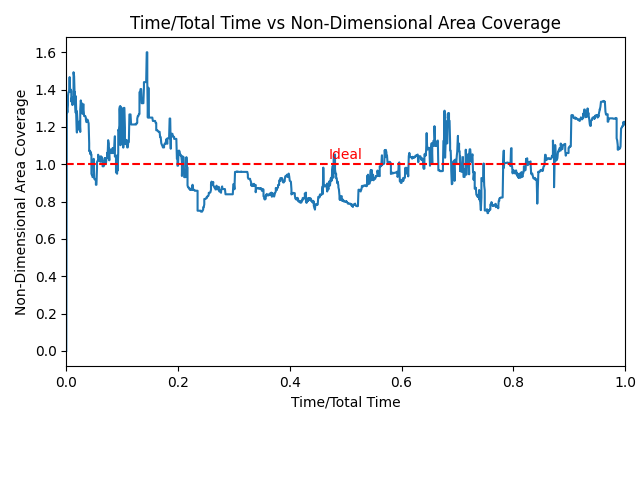 Time/Total Time vs Non-Dimensional Area Coverage
1.6
1.4
1.2
1.0
0.8
0.6
0.4
0.2
0.0
Non-Dimensional Area Coverage
Ideal
0.0 0.2 0.4 0.6 0.8 1.0
Time/Total Time